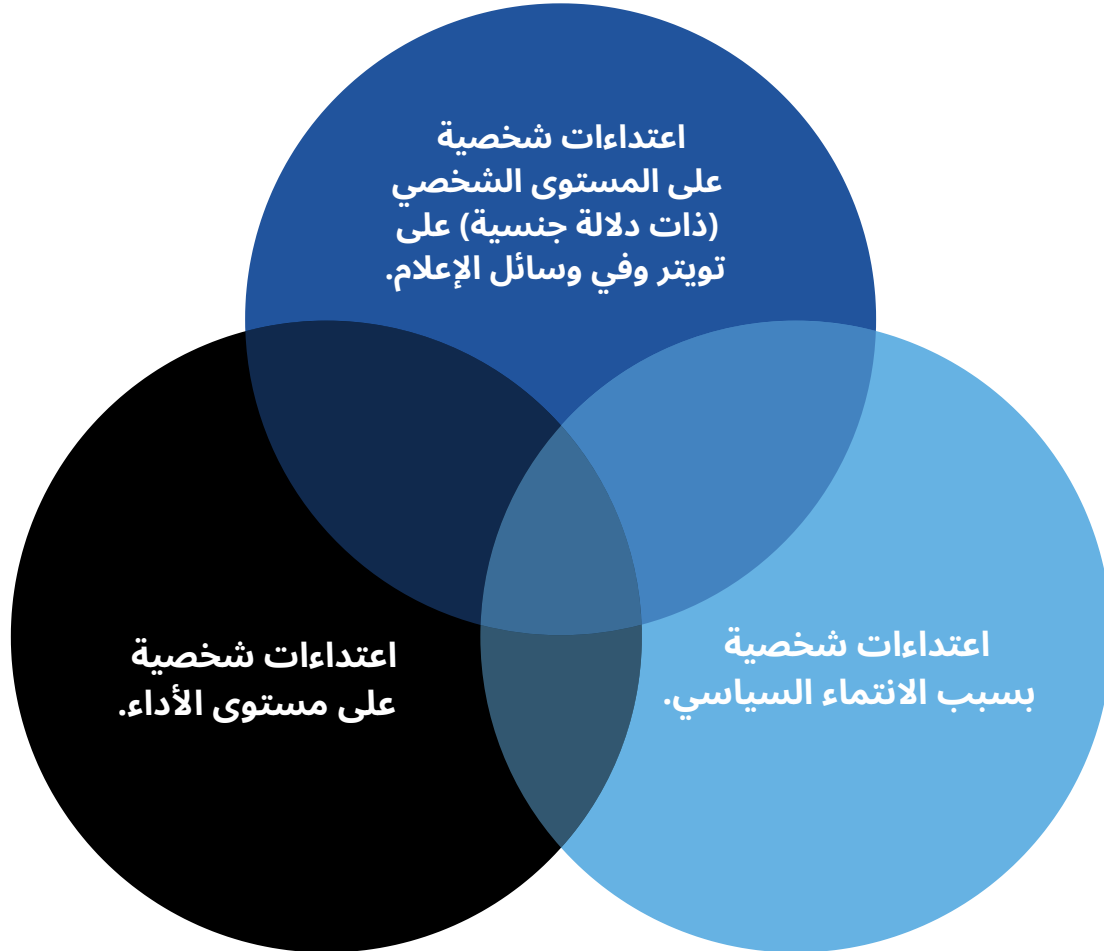 اعتداءات شخصية
على المستوى الشخصي
(ذات دلالة جنسية) على
تويتر وفي وسائل الإعلام.
اعتداءات شخصية
بسبب الانتماء السياسي.
اعتداءات شخصية
على مستوى الأداء.